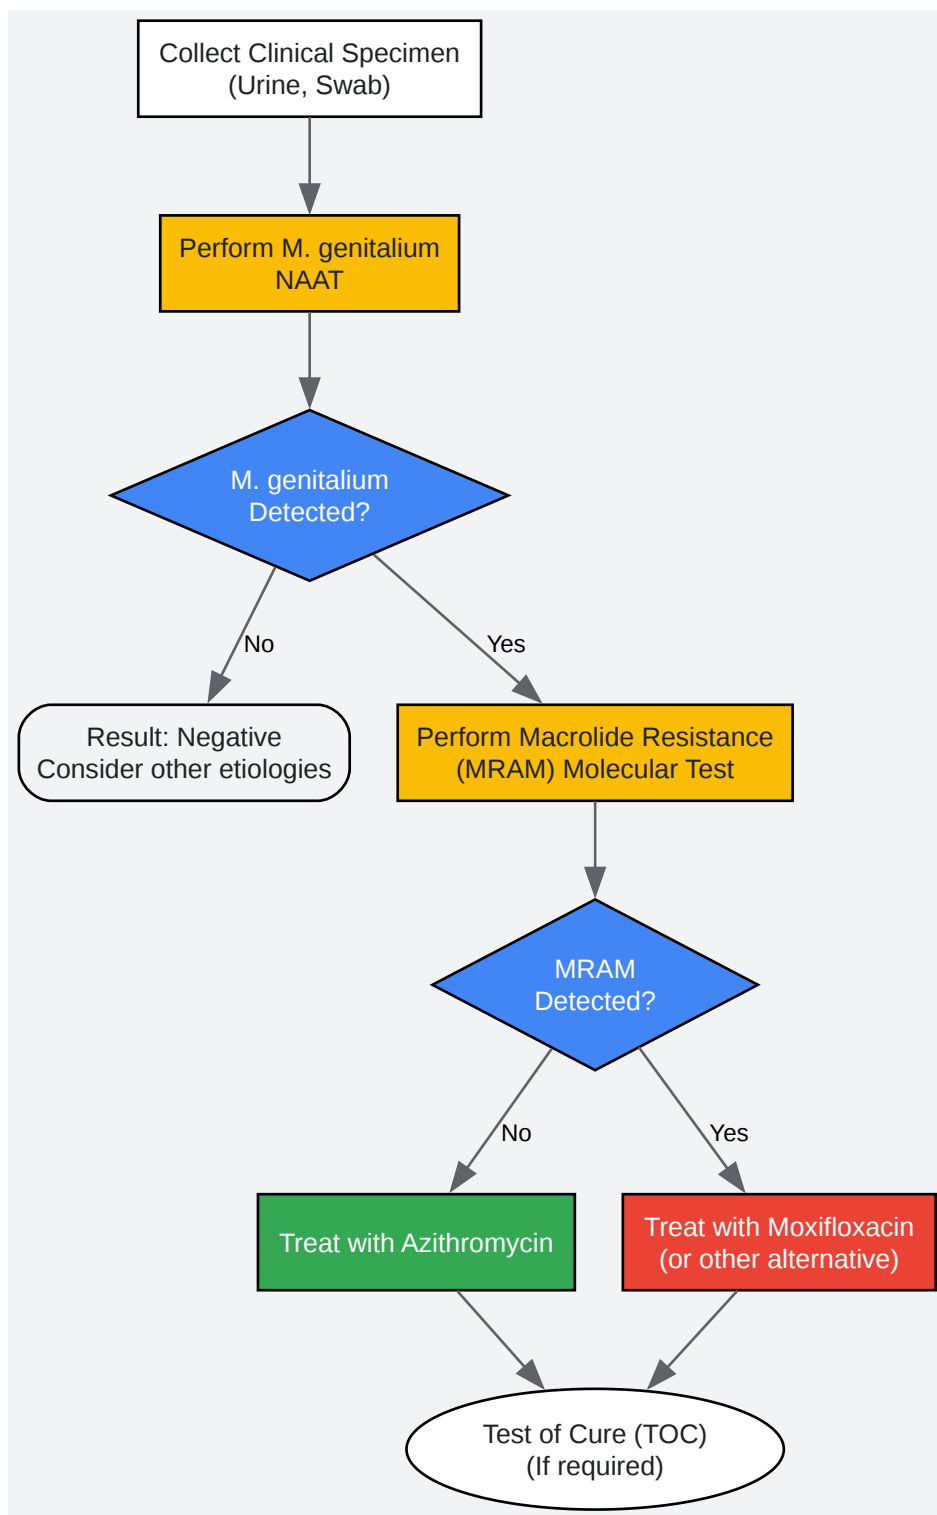 Collect Clinical Specimen
(Urine, Swab)
Perform M. genitalium
NAAT
M. genitalium
Detected?
No
Yes
Result: Negative
Consider other etiologies
Perform Macrolide Resistance
(MRAM) Molecular Test
MRAM
Detected?
No
Yes
Treat with Azithromycin
Treat with Moxifloxacin
(or other alternative)
Test of Cure (TOC)
(If required)